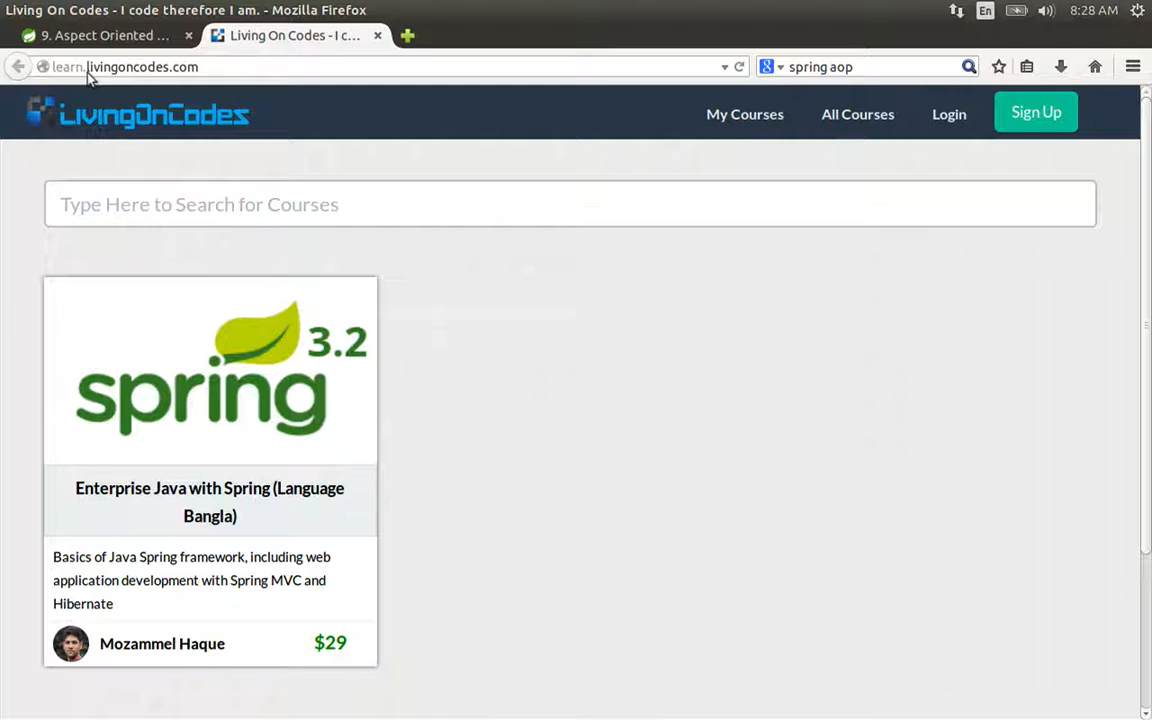 Living On Codes - I code therefore I am. - Mozilla Firefox
En
8:28 AM
9. Aspect Oriented ...
Living On Codes - I c...
learn.livingoncodes.com
spring aop
LivingOnCodes
My Courses
All Courses
Login
Sign Up
Type Here to Search for Courses
spring 3.2
Enterprise Java with Spring (Language
Bangla)
Basics of Java Spring framework, including web
application development with Spring MVC and
Hibernate
Mozammel Haque
$29